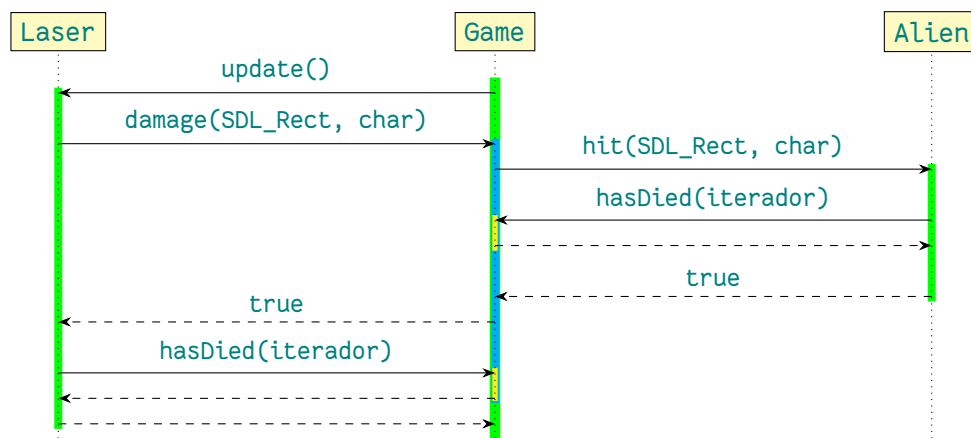 Laser
Game
Alien
update()
damage(SDL_Rect, char)
hit(SDL_Rect, char)
hasDied(iterador)
true
true
hasDied(iterador)